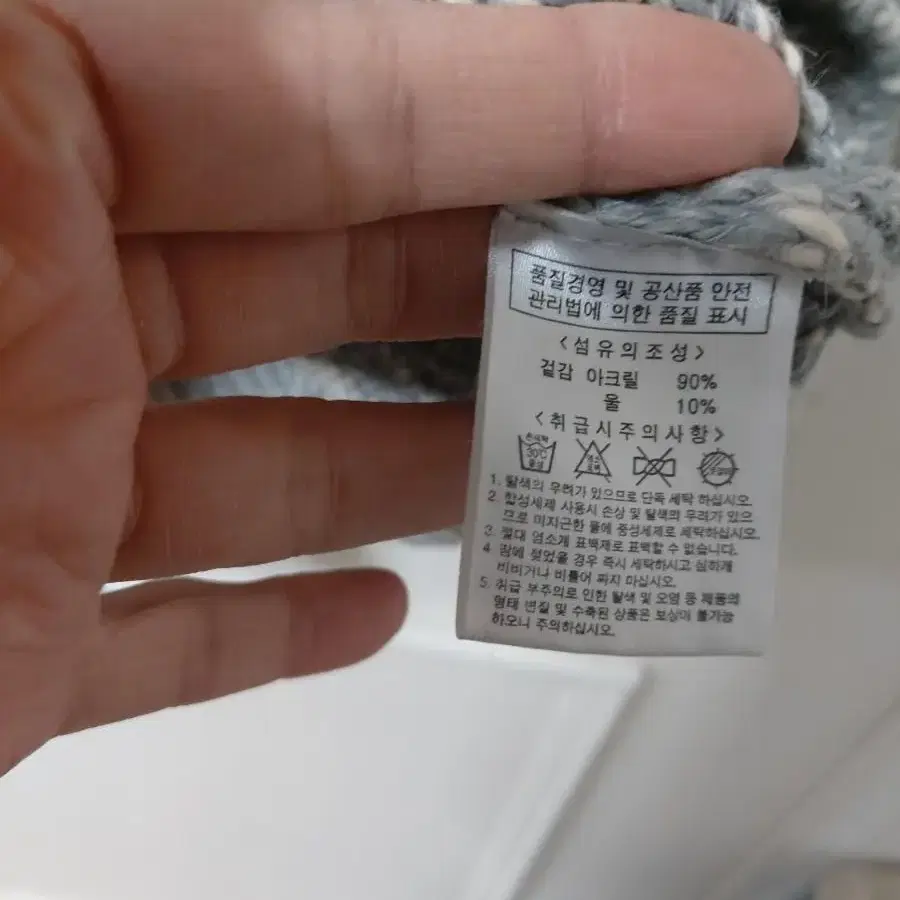 품질경영 및 공산품 안전
관리법에 의한 품질 표시
<섬유의조성>
겉감 아크릴 90%
울 10%
<취급시주의사항>
손세탁
30℃
중성
염소
표백
1. 탈색의 우려가 있으므로 단독 세탁 하십시오.
2. 합성세제 사용시 손상 및 탈색의 우려가 있으
므로 미지근한 물에 중성세제로 세탁하십시오.
3. 절대 염소계 표백제로 표백할 수 없습니다.
4. 땀에 젖었을 경우 즉시 세탁하시고 심하게
비비거나 비틀어 짜지 마십시오.
5. 취급 부주의로 인한 탈색 및 오염 등 제품의
형태 변질 및 수축된 상품은 보상이 불가능
하오니 주의하십시오.